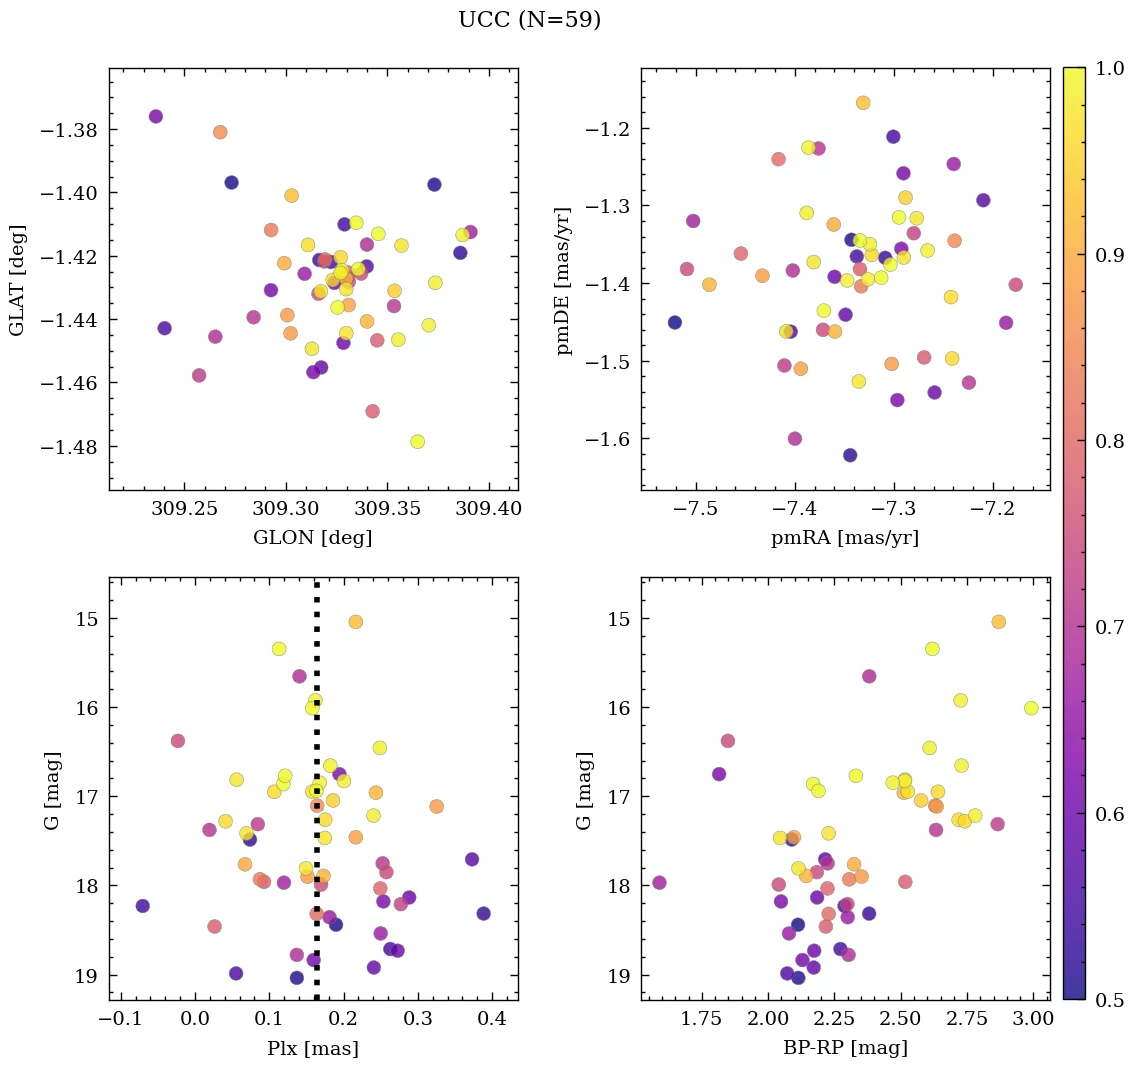 UCC (N=59)
−1.38
−1.40
−1.42
−1.44
−1.46
−1.48
GLAT [deg]
309.25 309.30 309.35 309.40
GLON [deg]
−1.2
−1.3
−1.4
−1.5
−1.6
pmDE [mas/yr]
−7.5 −7.4 −7.3 −7.2
pmRA [mas/yr]
15
16
17
18
19
G [mag]
−0.1 0.0 0.1 0.2 0.3 0.4
Plx [mas]
15
16
17
18
19
G [mag]
1.75 2.00 2.25 2.50 2.75 3.00
BP-RP [mag]
1.0
0.9
0.8
0.7
0.6
0.5